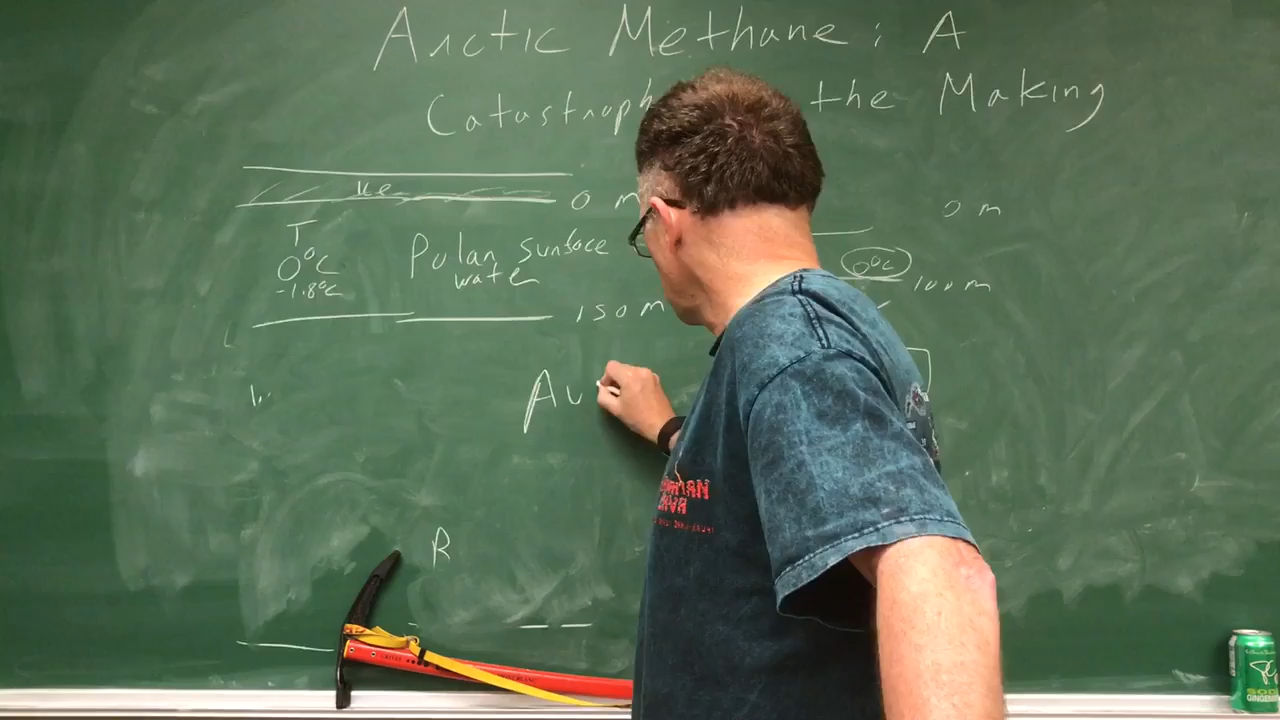 Arctic Methane: A
Catastroph the Making
ice 0 m 0 m
T
0°C Polar surface 0°C
-1.8°C water 100 m
150 m
Au
R